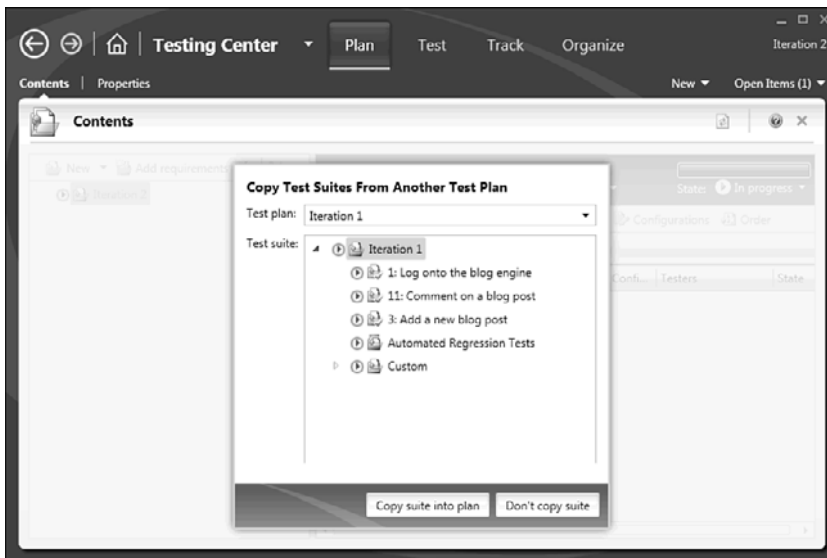 Testing Center Plan Test Track Organize Iteration 2
Contents | Properties New Open Items (1)
Contents
New Add requirements
Iteration 2
State: In progress
Configurations Order
Confi... Testers State
Copy Test Suites From Another Test Plan
Test plan: Iteration 1
Test suite: Iteration 1
1: Log onto the blog engine
11: Comment on a blog post
3: Add a new blog post
Automated Regression Tests
Custom
Copy suite into plan Don't copy suite